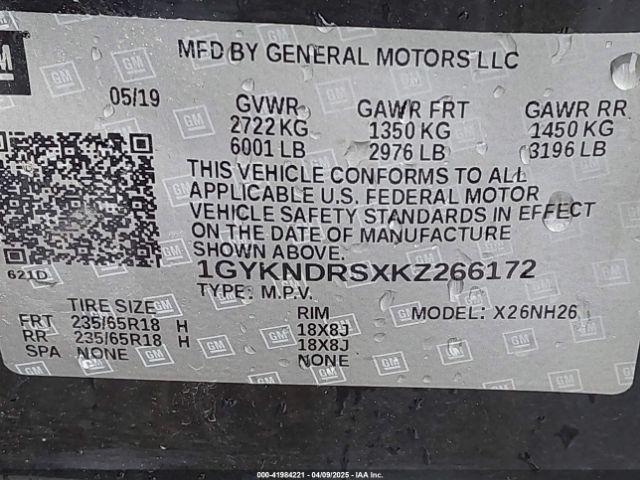 GM
MFD BY GENERAL MOTORS LLC
05/19
GVWR GAWR FRT GAWR RR
2722 KG 1350 KG 1450 KG
6001 LB 2976 LB 3196 LB
THIS VEHICLE CONFORMS TO ALL
APPLICABLE U.S. FEDERAL MOTOR
VEHICLE SAFETY STANDARDS IN EFFECT
ON THE DATE OF MANUFACTURE
SHOWN ABOVE.
621D
1GYKNDRSXKZ266172
TYPE: M.P.V.
TIRE SIZE RIM MODEL: X26NH26
FRT 235/65R18 H 18X8J
RR 235/65R18 H 18X8J
SPA NONE NONE
000-41984221 - 04/09/2025 - IAA, Inc.